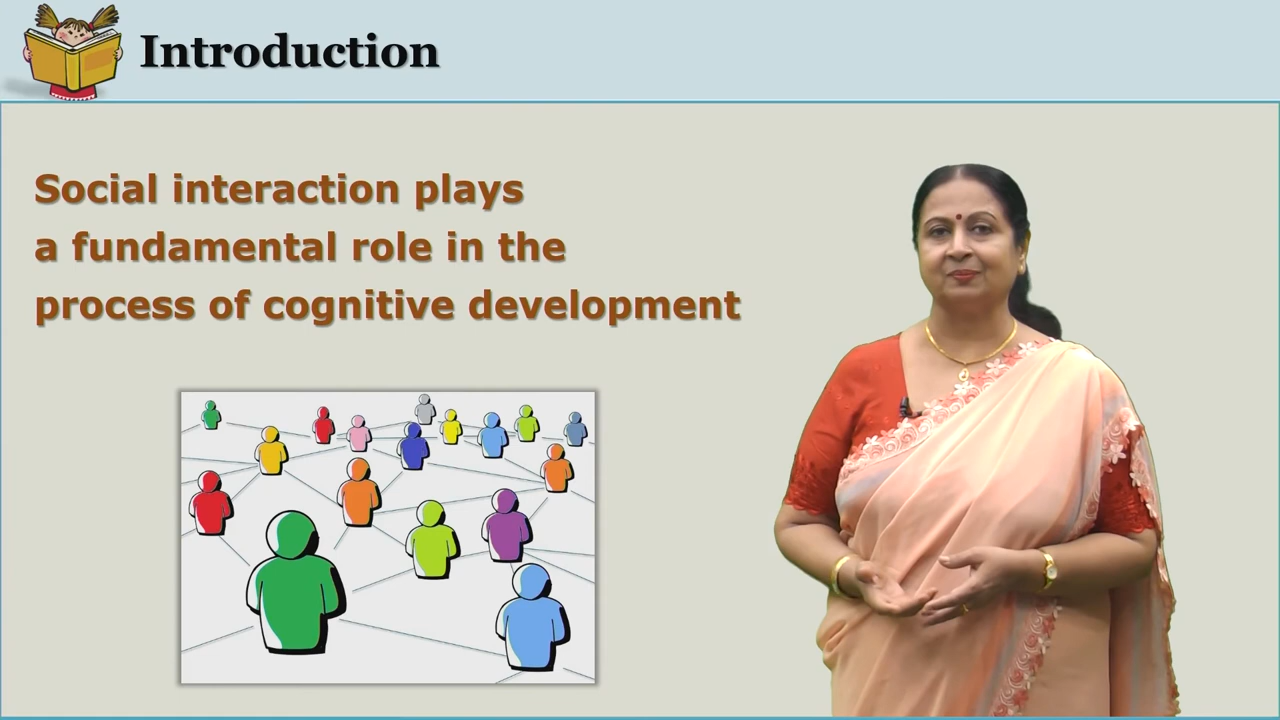 Introduction
Social interaction plays
a fundamental role in the
process of cognitive development